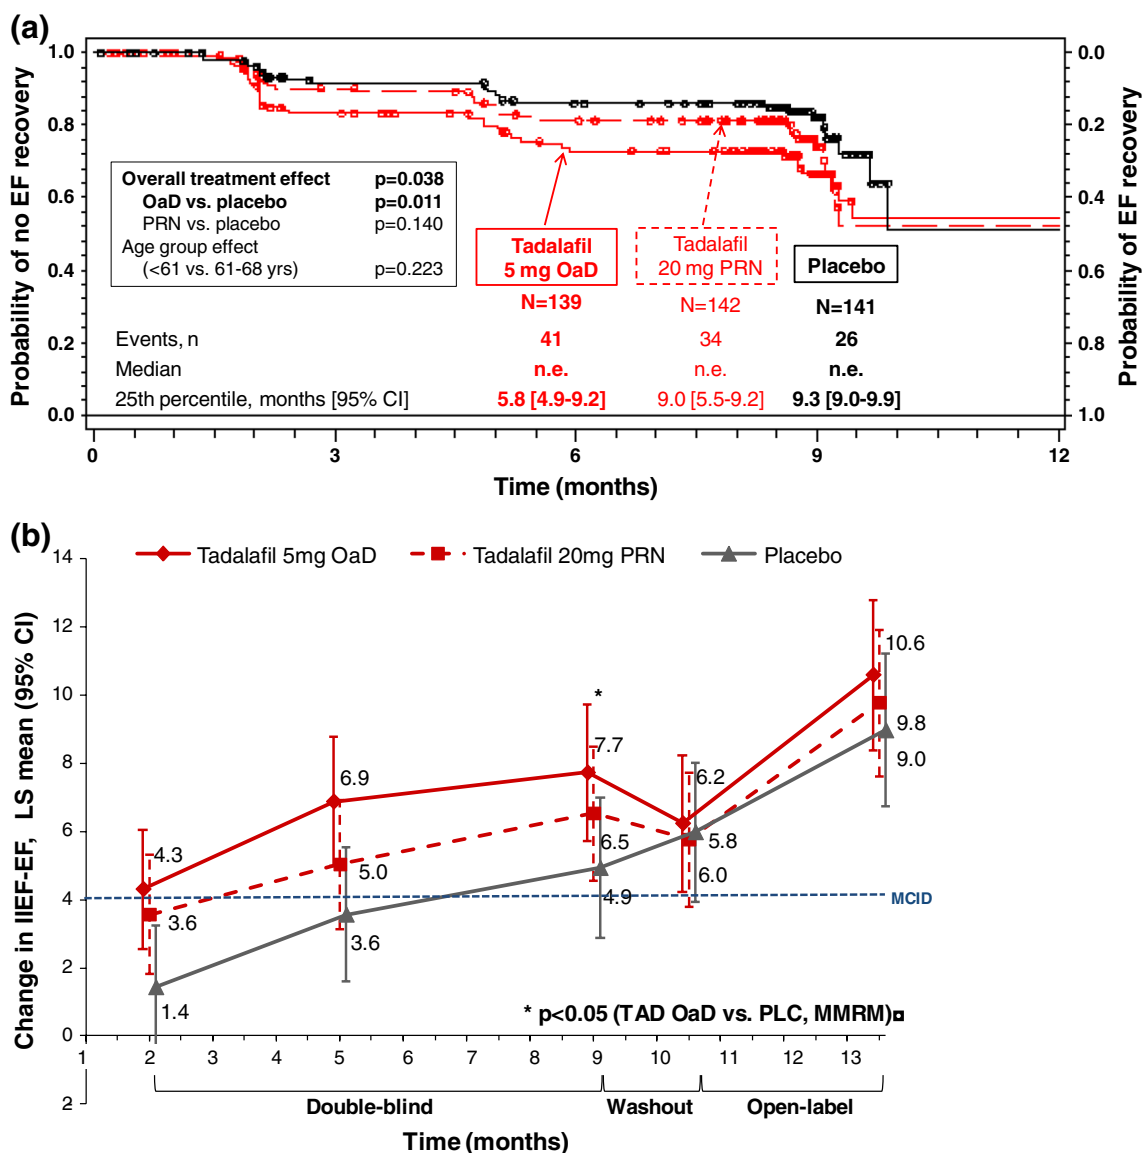 (a)
Probability of no EF recovery
Probability of EF recovery
1.0
0.8
0.6
0.4
0.2
0.0
0.0
0.2
0.4
0.6
0.8
1.0
Overall treatment effect p=0.038
OaD vs. placebo p=0.011
PRN vs. placebo p=0.140
Age group effect
(<61 vs. 61-68 yrs) p=0.223
Tadalafil
5 mg OaD
Tadalafil
20 mg PRN
Placebo
N=139 N=142 N=141
Events, n 41 34 26
Median n.e. n.e. n.e.
25th percentile, months [95% CI] 5.8 [4.9-9.2] 9.0 [5.5-9.2] 9.3 [9.0-9.9]
0 3 6 9 12
Time (months)
(b)
Tadalafil 5mg OaD Tadalafil 20mg PRN Placebo
Change in IIEF-EF, LS mean (95% CI)
14
12
10
8
6
4
2
0
2
4.3
3.6
1.4
6.9
5.0
3.6
*
7.7
6.5
4.9
6.2
5.8
6.0
10.6
9.8
9.0
MCID
* p<0.05 (TAD OaD vs. PLC, MMRM)
1 2 3 4 5 6 7 8 9 10 11 12 13
Double-blind Washout Open-label
Time (months)